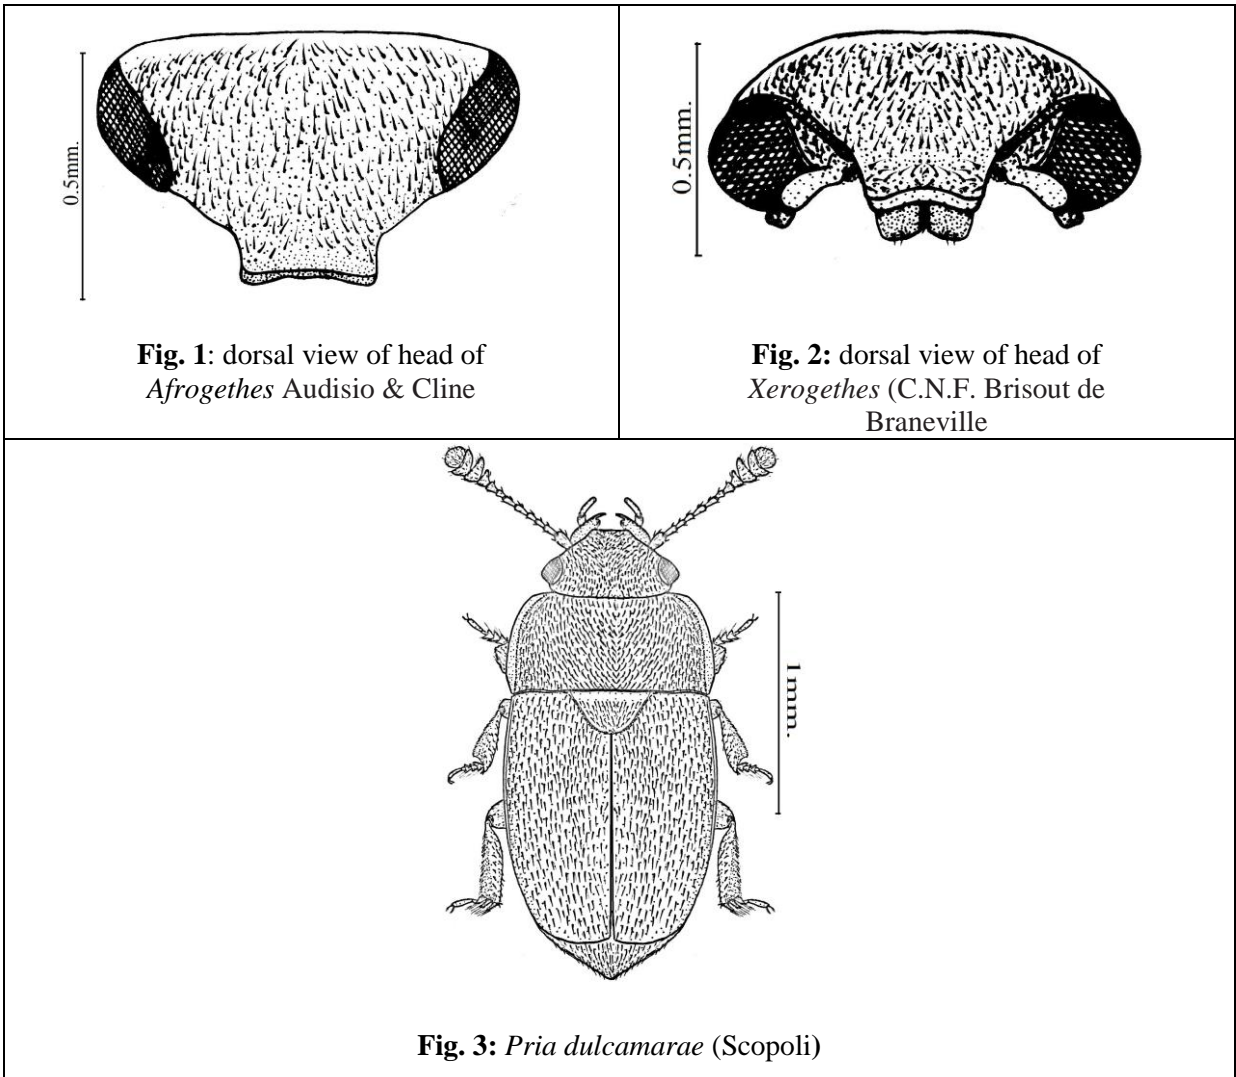 0.5mm.
Fig. 1: dorsal view of head of
Afrogethes Audisio & Cline
0.5mm.
Fig. 2: dorsal view of head of
Xerogethes (C.N.F. Brisout de
Braneville
1mm.
Fig. 3: Pria dulcamarae (Scopoli)